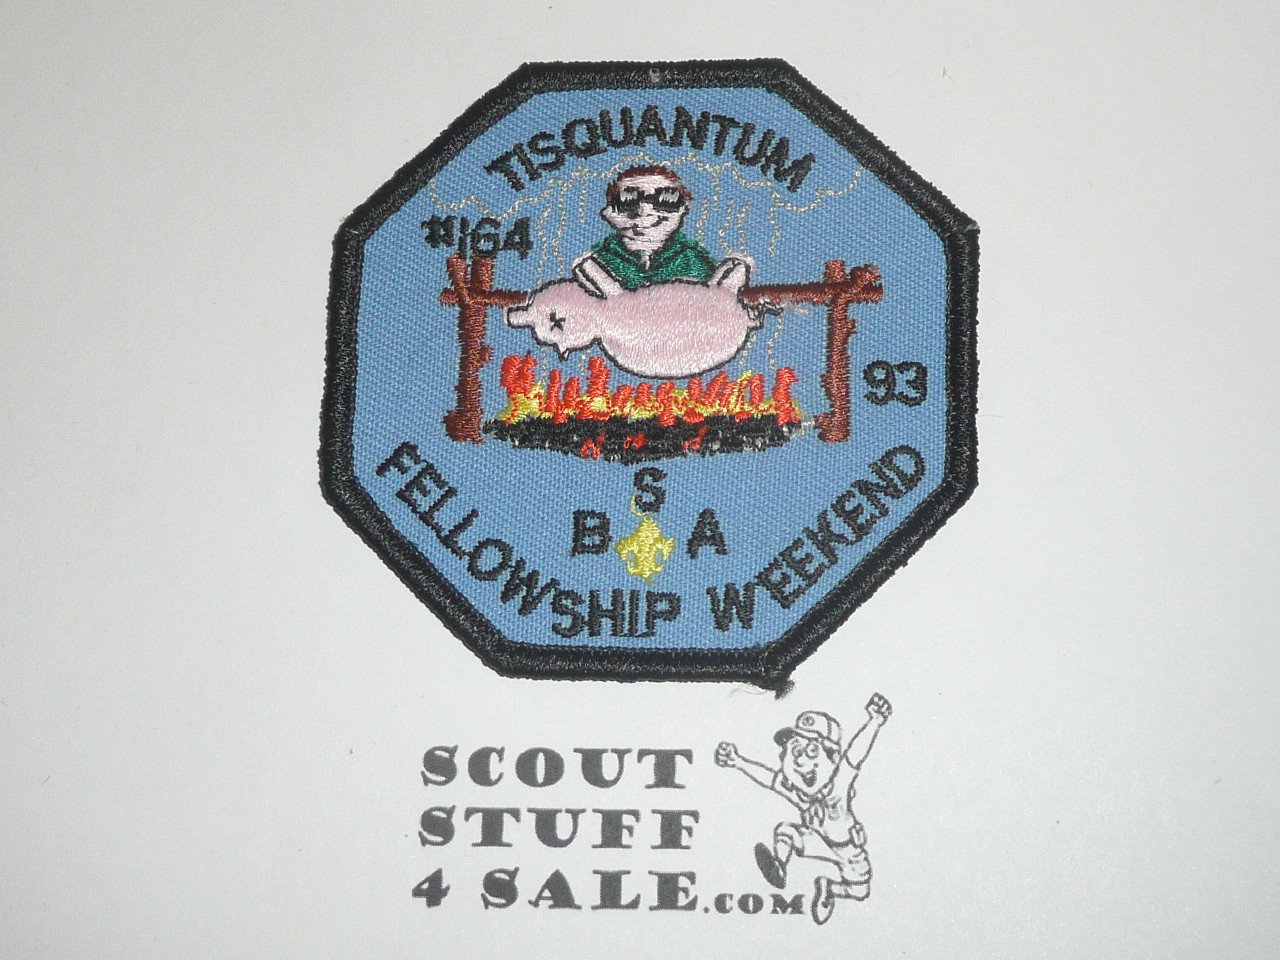 TISQUANTUM
#164
93
S
B A
FELLOWSHIP WEEKEND
SCOUT
STUFF
4 SALE.COM